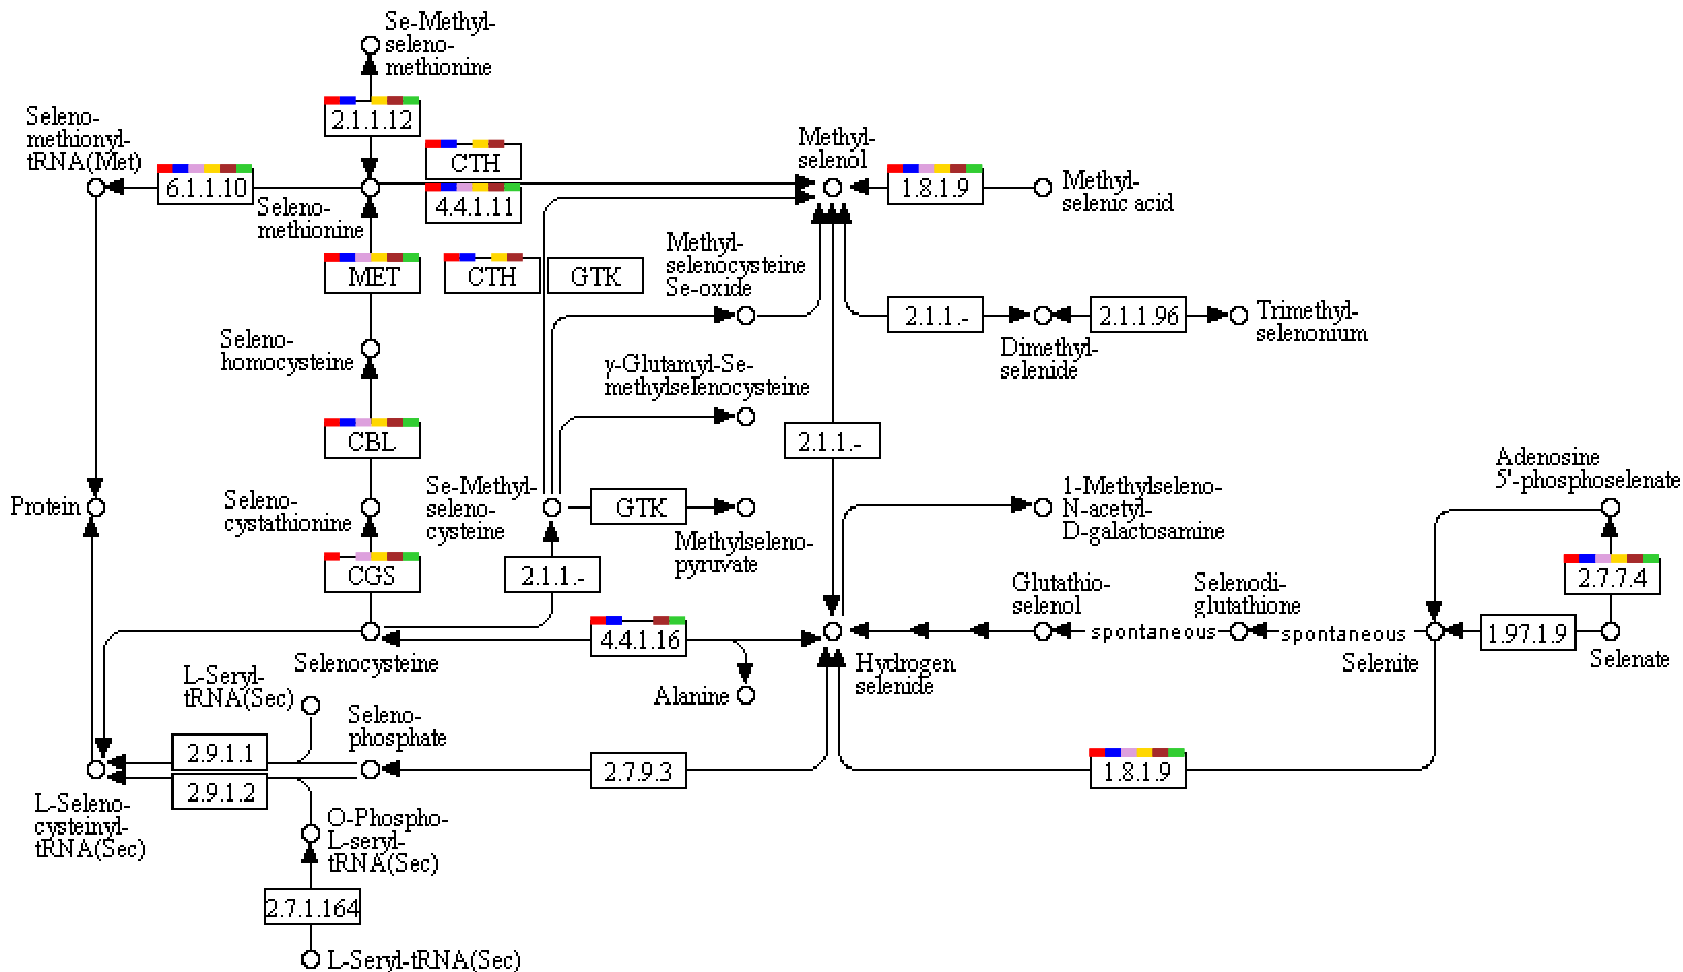 Se-Methyl-
seleno-
methionine
Seleno-
methionyl-
tRNA(Met)
2.1.1.12
CTH
Methyl-
selenol
6.1.1.10
4.4.1.11
1.8.1.9
Methyl-
selenic acid
Seleno-
methionine
MET
CTH
GTK
Methyl-
selenocysteine
Se-oxide
2.1.1.-
2.1.1.96
Trimethyl-
selenonium
Dimethyl-
selenide
Seleno-
homocysteine
γ-Glutamyl-Se-
methylselenocysteine
CBL
2.1.1.-
Adenosine
5'-phosphoselenate
Protein
Seleno-
cystathionine
Se-Methyl-
seleno-
cysteine
GTK
Methylseleno-
pyruvate
1-Methylseleno-
N-acetyl-
D-galactosamine
CGS
2.1.1.-
Glutathio-
selenol
Selenodi-
glutathione
2.7.7.4
4.4.1.16
spontaneous
spontaneous
1.97.1.9
Selenocysteine
Hydrogen
selenide
Selenite
Selenate
Alanine
L-Seryl-
tRNA(Sec)
Seleno-
phosphate
2.9.1.1
2.9.1.2
2.7.9.3
1.8.1.9
L-Seleno-
cysteinyl-
tRNA(Sec)
O-Phospho-
L-seryl-
tRNA(Sec)
2.7.1.164
L-Seryl-tRNA(Sec)